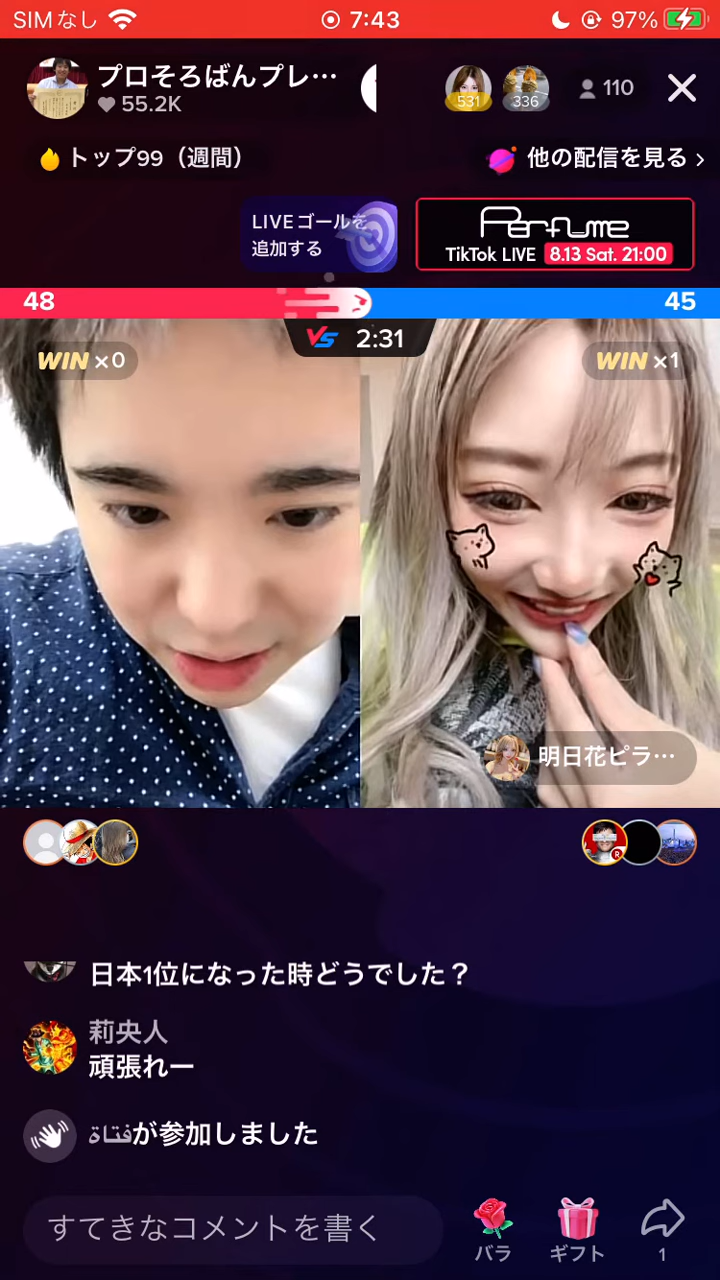 SIMなし 7:43 97%
プロそろばんプレ… 531 336 110
55.2K
トップ99（週間） 他の配信を見る
LIVEゴールを
追加する
Perfume
TikTok LIVE 8.13 Sat. 21:00
48 45
VS 2:31
WIN x0 WIN x1
明日花ピラ…
R
日本1位になった時どうでした？
莉央人
頑張れー
فتاةが参加しました
すてきなコメントを書く
バラ ギフト 1